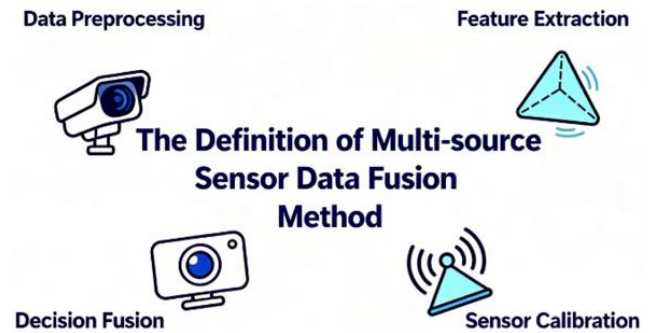 Data Preprocessing
Feature Extraction
The Definition of Multi-source
Sensor Data Fusion
Method
Decision Fusion
Sensor Calibration